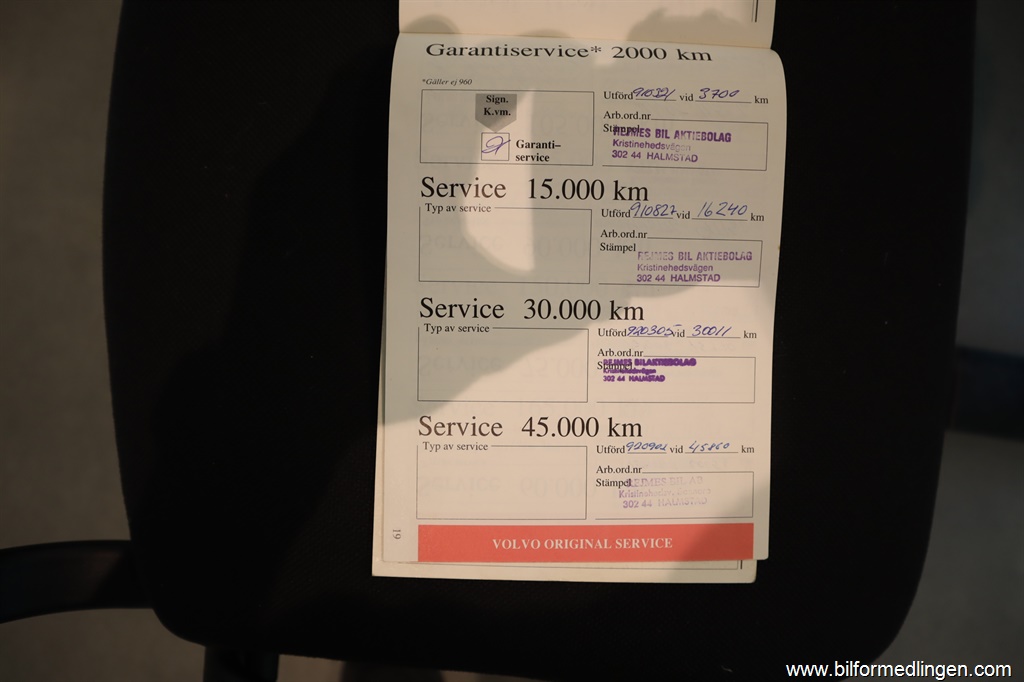 Garantiservice* 2000 km
*Gäller ej 960
Sign.
K.vm.
Garanti–
service
Utförd 910321 vid 3700 km
Arb.ord.nr
Stämpel
REJMES BIL AKTIEBOLAG
Kristinehedsvägen
302 44 HALMSTAD
Service 15.000 km
Typ av service
Utförd 910827 vid 16240 km
Arb.ord.nr
Stämpel
REJMES BIL AKTIEBOLAG
Kristinehedsvägen
302 44 HALMSTAD
Service 30.000 km
Typ av service
Utförd 920305 vid 30011 km
Arb.ord.nr
Stämpel
REJMES BILAKTIEBOLAG
Kristinehedsvägen
302 44 HALMSTAD
Service 45.000 km
Typ av service
Utförd 920902 vid 45860 km
Arb.ord.nr
Stämpel
REJMES BIL AB
302 44 HALMSTAD
19
VOLVO ORIGINAL SERVICE
www.bilformedlingen.com